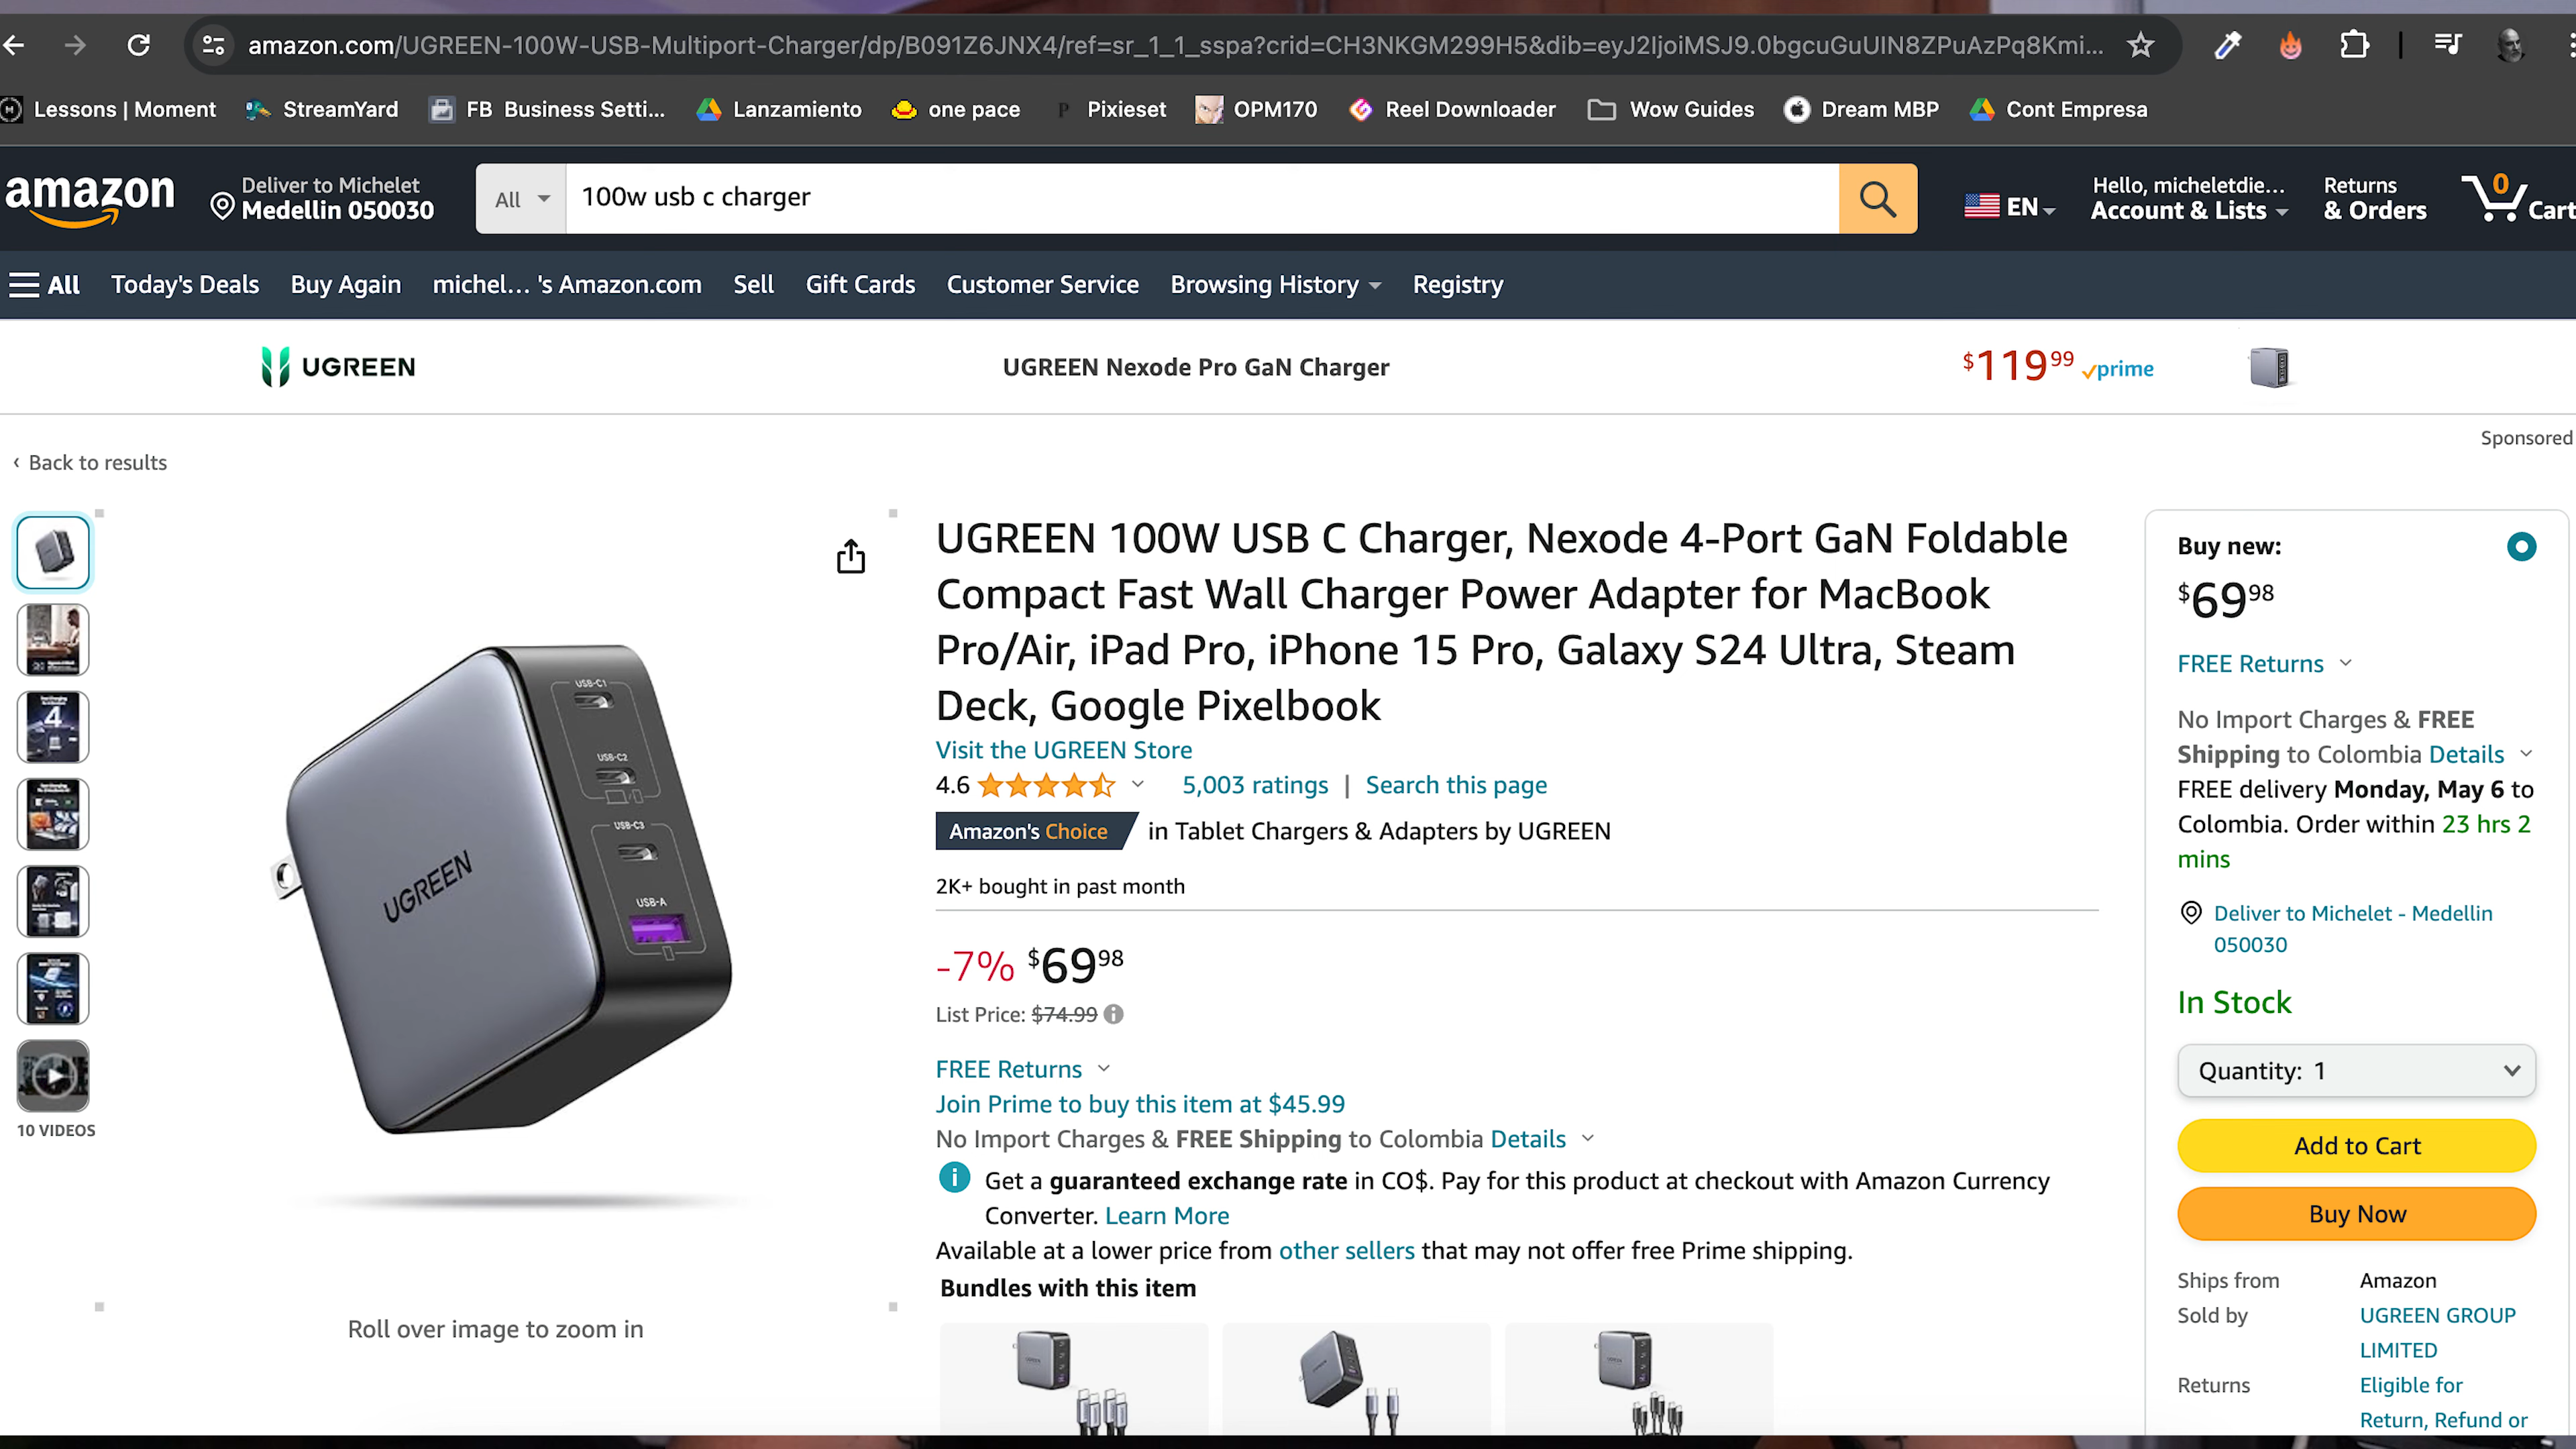 amazon.com/UGREEN-100W-USB-Multiport-Charger/dp/B091Z6JNX4/ref=sr_1_1_sspa?crid=CH3NKGM299H5&dib=eyJ2IjoiMSJ9.0bgcuGuUIN8ZPuAzPq8Kmi...
Lessons | Moment StreamYard FB Business Setti... Lanzamiento one pace Pixieset OPM170 Reel Downloader Wow Guides Dream MBP Cont Empresa
amazon
Deliver to Michelet
Medellin 050030
All
100w usb c charger
EN
Hello, micheletdie...
Account & Lists
Returns
& Orders
0
Cart
All Today's Deals Buy Again michel... 's Amazon.com Sell Gift Cards Customer Service Browsing History Registry
UGREEN
UGREEN Nexode Pro GaN Charger
$119.99 prime
Sponsored
‹ Back to results
4
10 VIDEOS
USB-C1
USB-C2
USB-C3
USB-A
UGREEN
Roll over image to zoom in
UGREEN 100W USB C Charger, Nexode 4-Port GaN Foldable
Compact Fast Wall Charger Power Adapter for MacBook
Pro/Air, iPad Pro, iPhone 15 Pro, Galaxy S24 Ultra, Steam
Deck, Google Pixelbook
Visit the UGREEN Store
4.6 5,003 ratings | Search this page
Amazon's Choice in Tablet Chargers & Adapters by UGREEN
2K+ bought in past month
-7% $69.98
List Price: $74.99
FREE Returns
Join Prime to buy this item at $45.99
No Import Charges & FREE Shipping to Colombia Details
Get a guaranteed exchange rate in CO$. Pay for this product at checkout with Amazon Currency
Converter. Learn More
Available at a lower price from other sellers that may not offer free Prime shipping.
Bundles with this item
Buy new:
$69.98
FREE Returns
No Import Charges & FREE
Shipping to Colombia Details
FREE delivery Monday, May 6 to
Colombia. Order within 23 hrs 2
mins
Deliver to Michelet - Medellin
050030
In Stock
Quantity: 1
Add to Cart
Buy Now
Ships from Amazon
Sold by UGREEN GROUP
LIMITED
Returns Eligible for
Return, Refund or